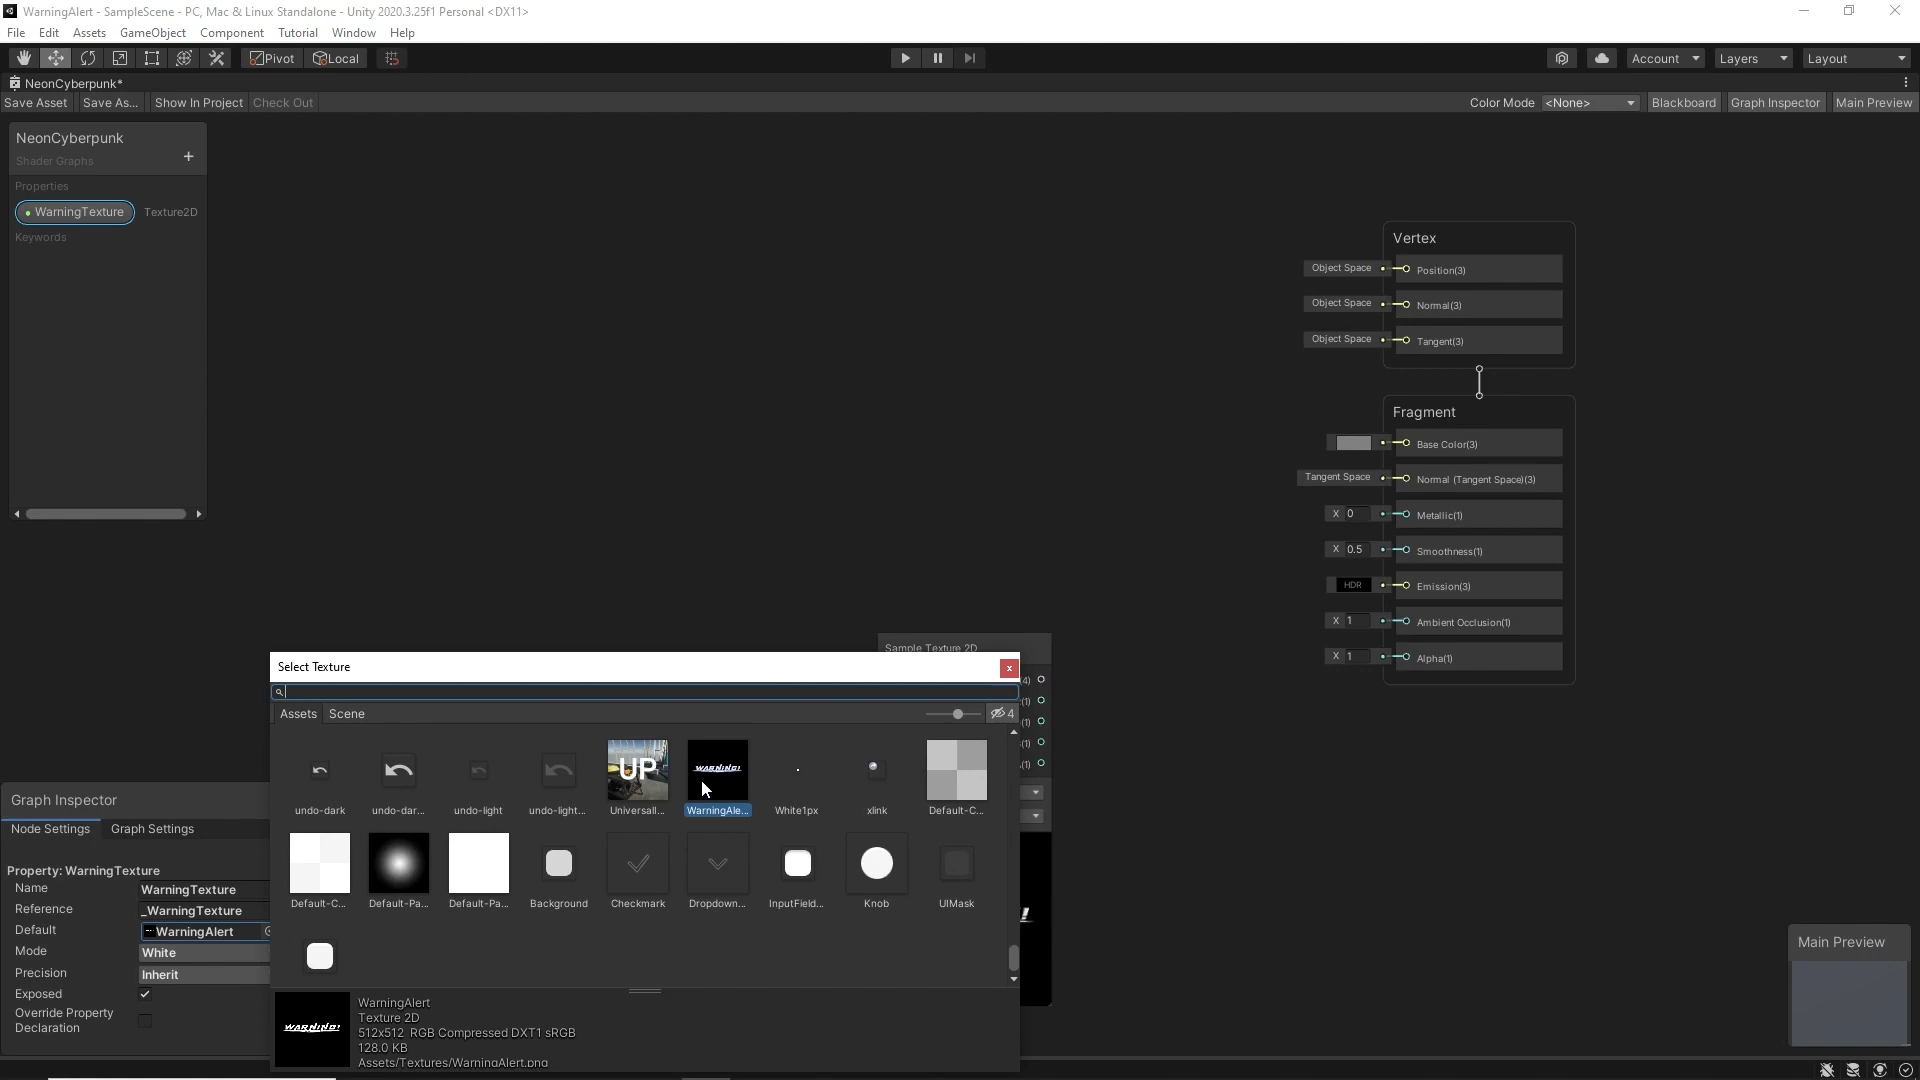 WarningAlert - SampleScene - PC, Mac & Linux Standalone - Unity 2020.3.25f1 Personal <DX11>
File Edit Assets GameObject Component Tutorial Window Help
Pivot Local Account Layers Layout
NeonCyberpunk*
Save Asset Save As... Show In Project Check Out Color Mode <None> Blackboard Graph Inspector Main Preview
NeonCyberpunk
Shader Graphs
+
Properties
WarningTexture Texture2D
Keywords
Vertex
Object Space Position(3)
Object Space Normal(3)
Object Space Tangent(3)
Fragment
Base Color(3)
Tangent Space Normal (Tangent Space)(3)
X 0 Metallic(1)
X 0.5 Smoothness(1)
HDR Emission(3)
X 1 Ambient Occlusion(1)
X 1 Alpha(1)
Sample Texture 2D
4)
(1)
(1)
(1)
(1)
Select Texture
x
Assets Scene 4
UP WARNING!
undo-dark undo-dar... undo-light undo-light... Universall... WarningAle... White1px xlink Default-C...
Default-C... Default-Pa... Default-Pa... Background Checkmark Dropdown... InputField... Knob UIMask
WARNING!
WarningAlert
Texture 2D
512x512 RGB Compressed DXT1 sRGB
128.0 KB
Assets/Textures/WarningAlert.png
Graph Inspector
Node Settings Graph Settings
Property: WarningTexture
Name WarningTexture
Reference _WarningTexture
Default WarningAlert
Mode White
Precision Inherit
Exposed
Override Property
Declaration
!
Main Preview